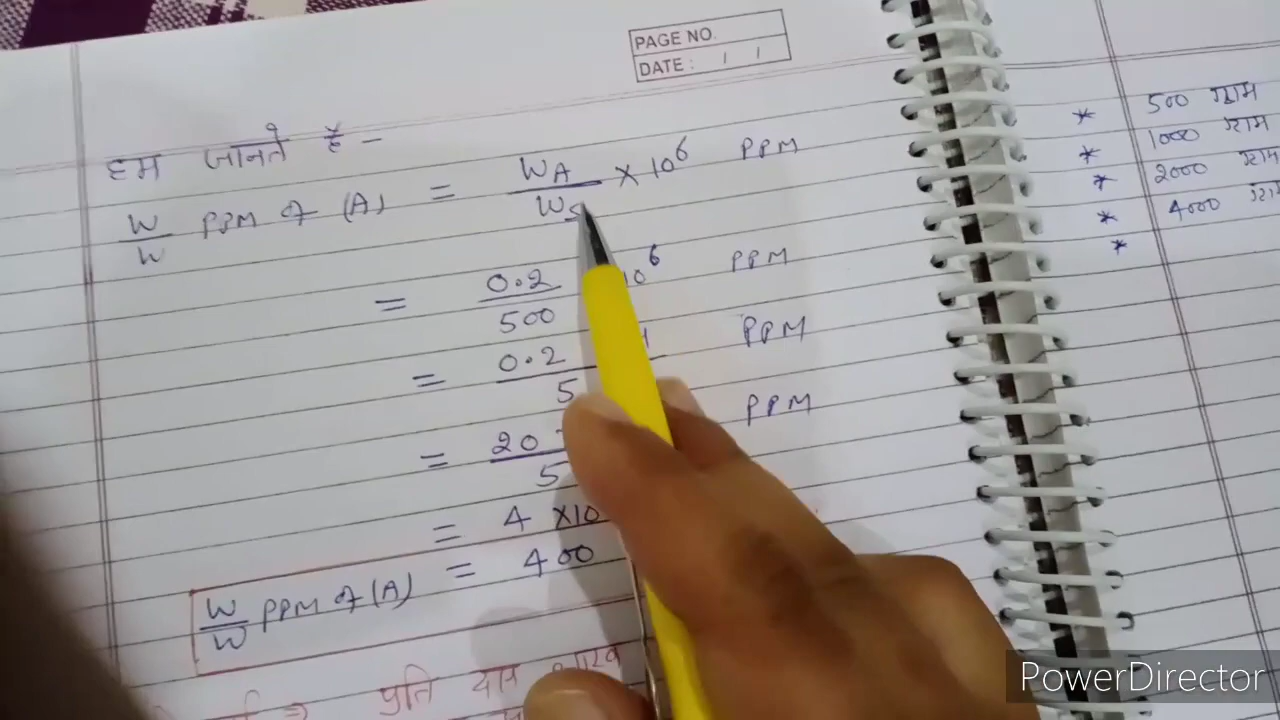 PAGE NO.
DATE : / /
हम जानते है -
W/W PPM of (A) = WA/WS × 10⁶ PPM
= 0.2/500 10⁶ PPM
= 0.2/5 PPM
= 20/5 PPM
= 4 ×10
W/W PPM of (A) = 400
प्रति
* 500 ग्राम
* 1000 ग्राम
* 2000 ग्राम
* 4000 ग्राम
*
PowerDirector